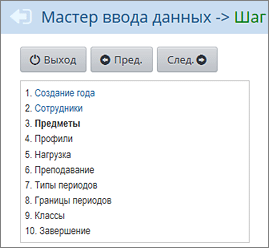 Мастер ввода данных -> Шаг
Выход Пред. След.
1. Создание года
2. Сотрудники
3. Предметы
4. Профили
5. Нагрузка
6. Преподавание
7. Типы периодов
8. Границы периодов
9. Классы
10. Завершение